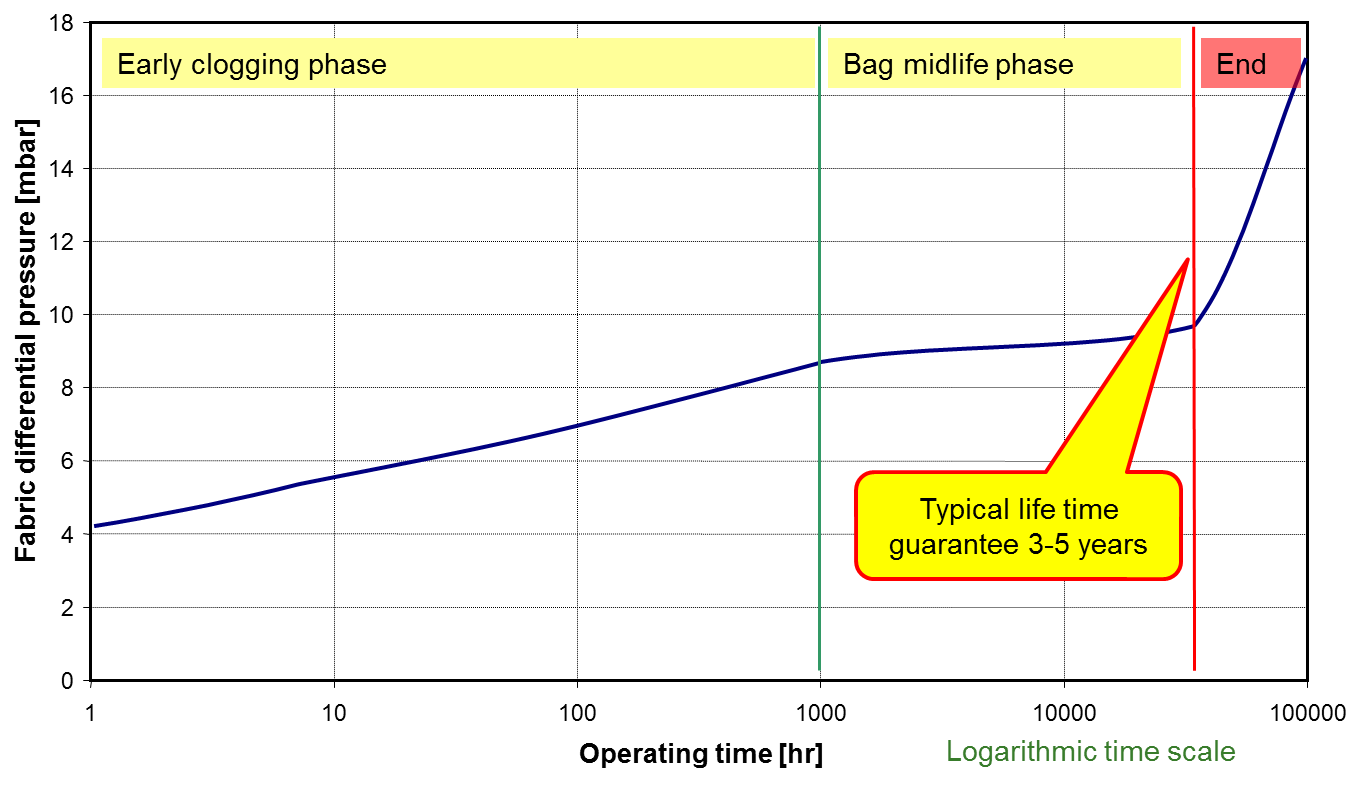 18
Early clogging phase
Bag midlife phase
End
16
14
12
10
8
6
4
2
0
Fabric differential pressure [mbar]
Typical life time
guarantee 3-5 years
1
10
100
1000
10000
100000
Operating time [hr]
Logarithmic time scale